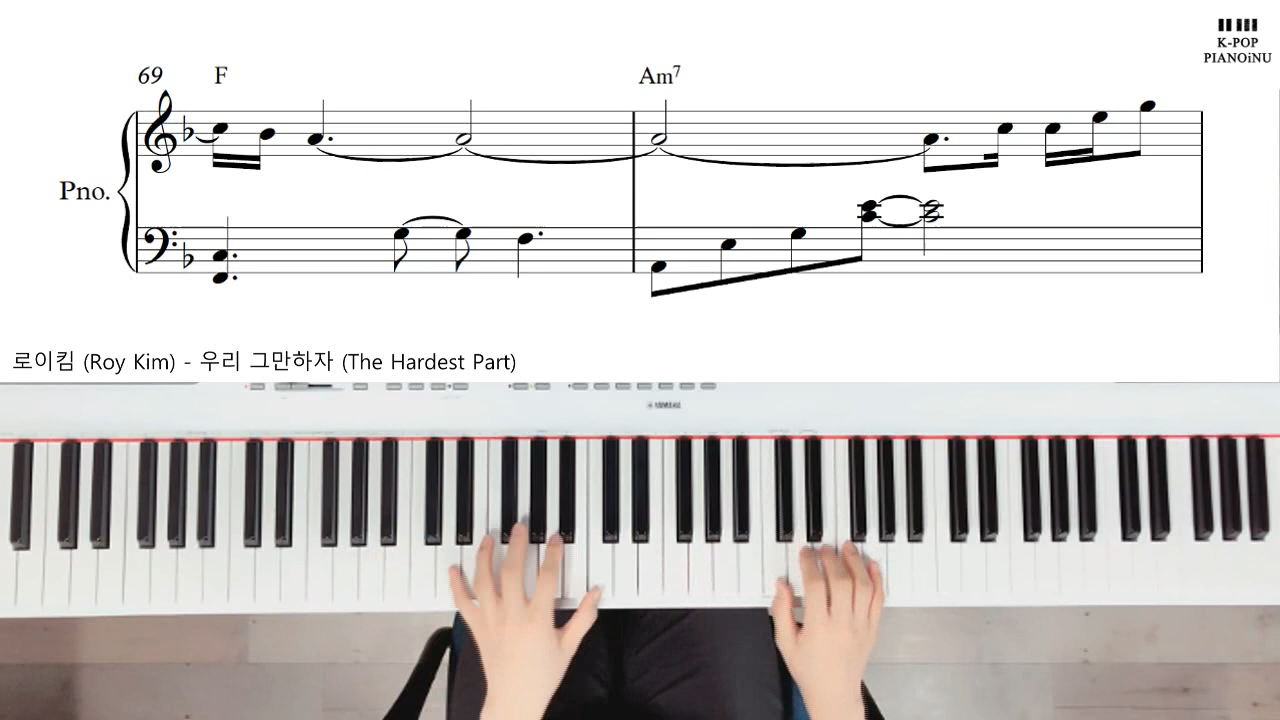 K-POP
PIANOiNU
69 F Am7
Pno.
로이킴 (Roy Kim) - 우리 그만하자 (The Hardest Part)
YAMAHA